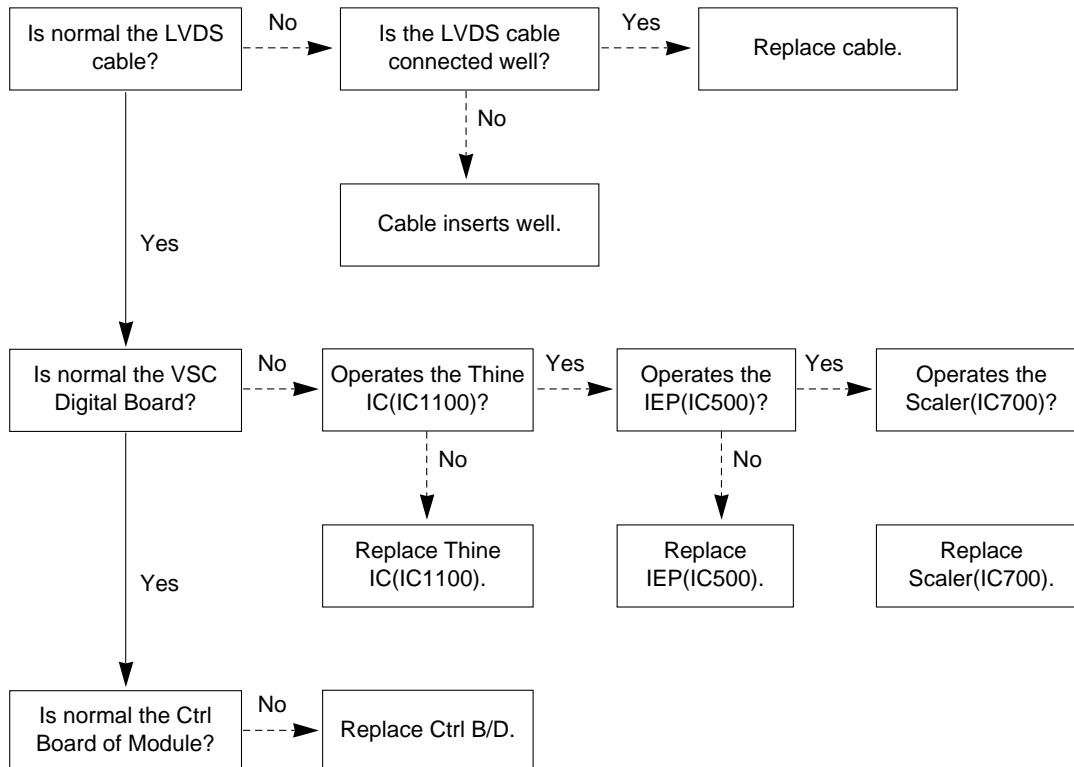 Is normal the LVDS
cable?
No
Is the LVDS cable
connected well?
Yes
Replace cable.
No
Cable inserts well.
Yes
Is normal the VSC
Digital Board?
No
Operates the Thine
IC(IC1100)?
Yes
Operates the
IEP(IC500)?
Yes
Operates the
Scaler(IC700)?
No
No
Replace Thine
IC(IC1100).
Replace
IEP(IC500).
Replace
Scaler(IC700).
Yes
Is normal the Ctrl
Board of Module?
No
Replace Ctrl B/D.